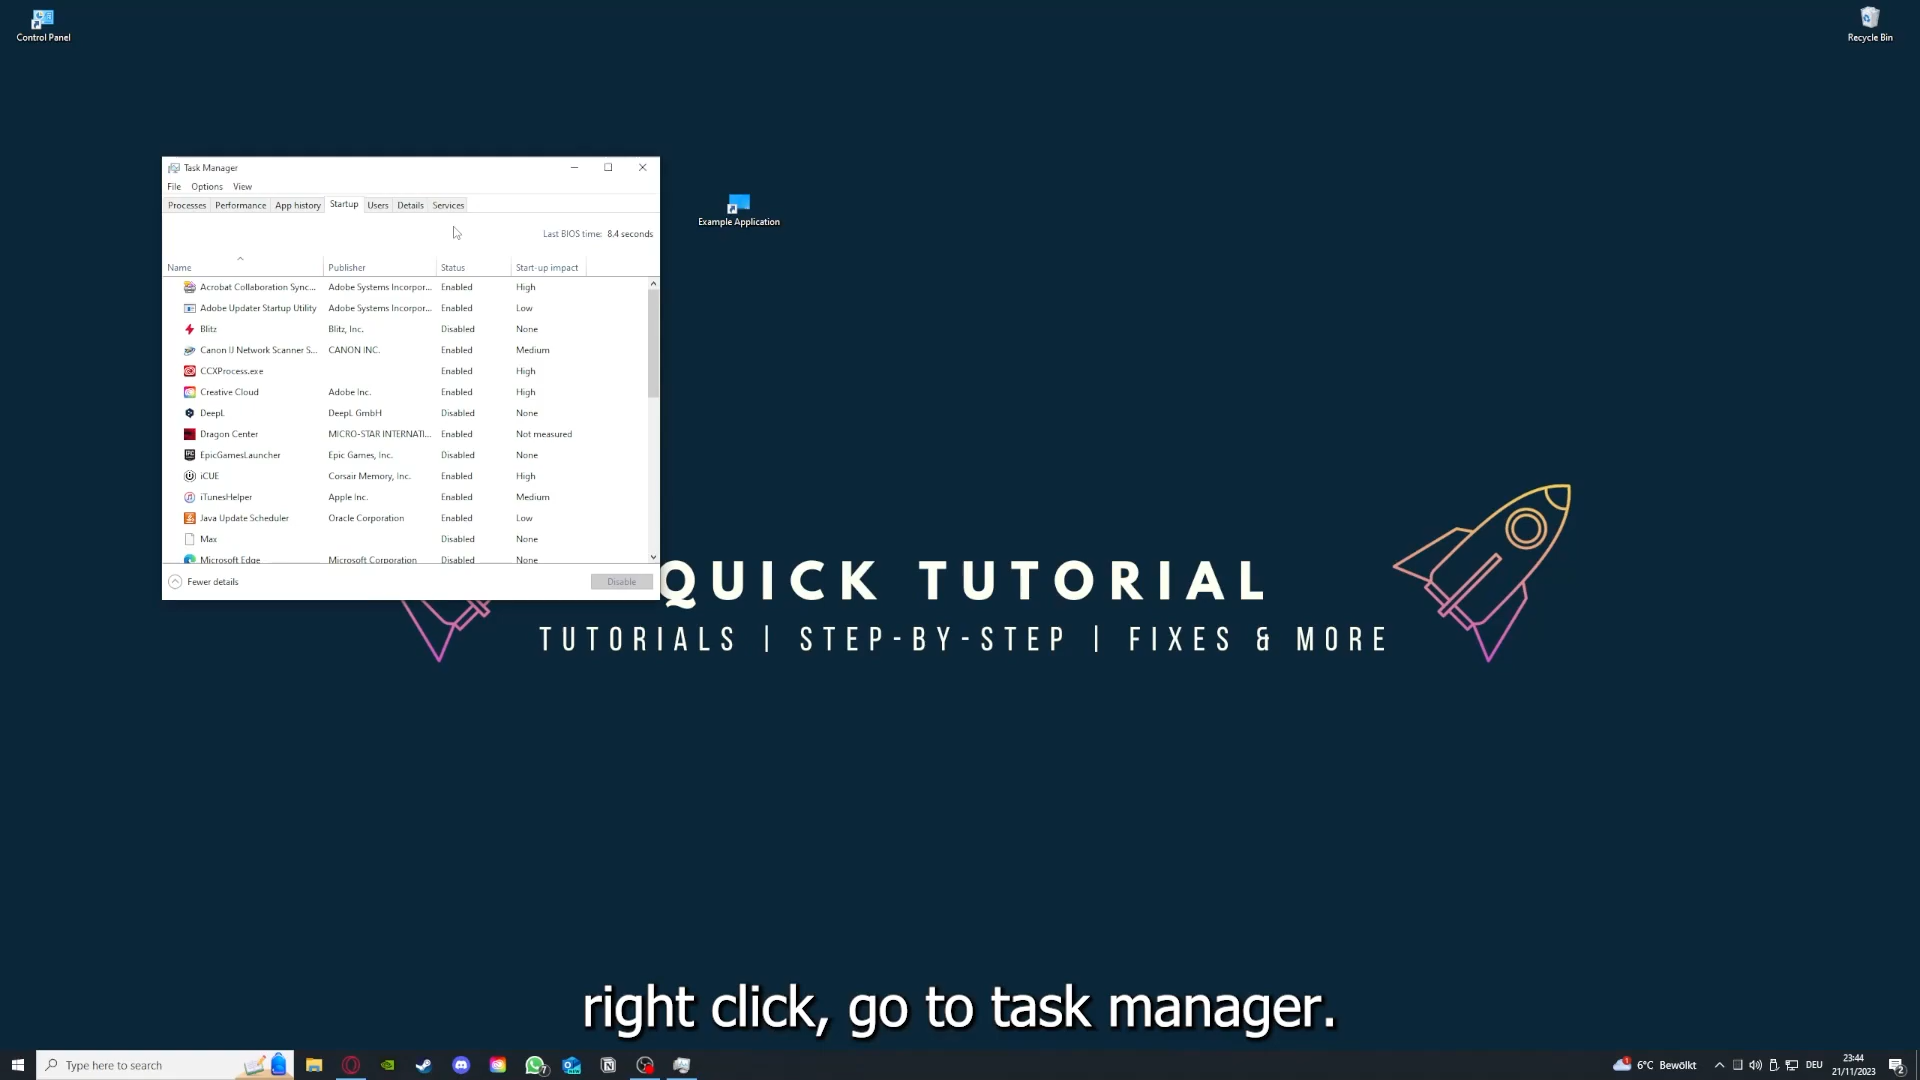 Control Panel
Recycle Bin
Task Manager
File Options View
Processes Performance App history Startup Users Details Services
Example Application
Last BIOS time: 8.4 seconds
Name Publisher Status Start-up impact
Acrobat Collaboration Sync... Adobe Systems Incorpor... Enabled High
Adobe Updater Startup Utility Adobe Systems Incorpor... Enabled Low
Blitz Blitz, Inc. Disabled None
Canon IJ Network Scanner S... CANON INC. Enabled Medium
CCXProcess.exe Enabled High
Creative Cloud Adobe Inc. Enabled High
DeepL DeepL GmbH Disabled None
Dragon Center MICRO-STAR INTERNATI... Enabled Not measured
EpicGamesLauncher Epic Games, Inc. Disabled None
iCUE Corsair Memory, Inc. Enabled High
iTunesHelper Apple Inc. Enabled Medium
Java Update Scheduler Oracle Corporation Enabled Low
Max Disabled None
Microsoft Edge Microsoft Corporation Disabled None
Fewer details Disable
QUICK TUTORIAL
TUTORIALS | STEP-BY-STEP | FIXES & MORE
right click, go to task manager.
Type here to search
7
1
6°C Bewölkt
DEU
23:44
21/11/2023
2